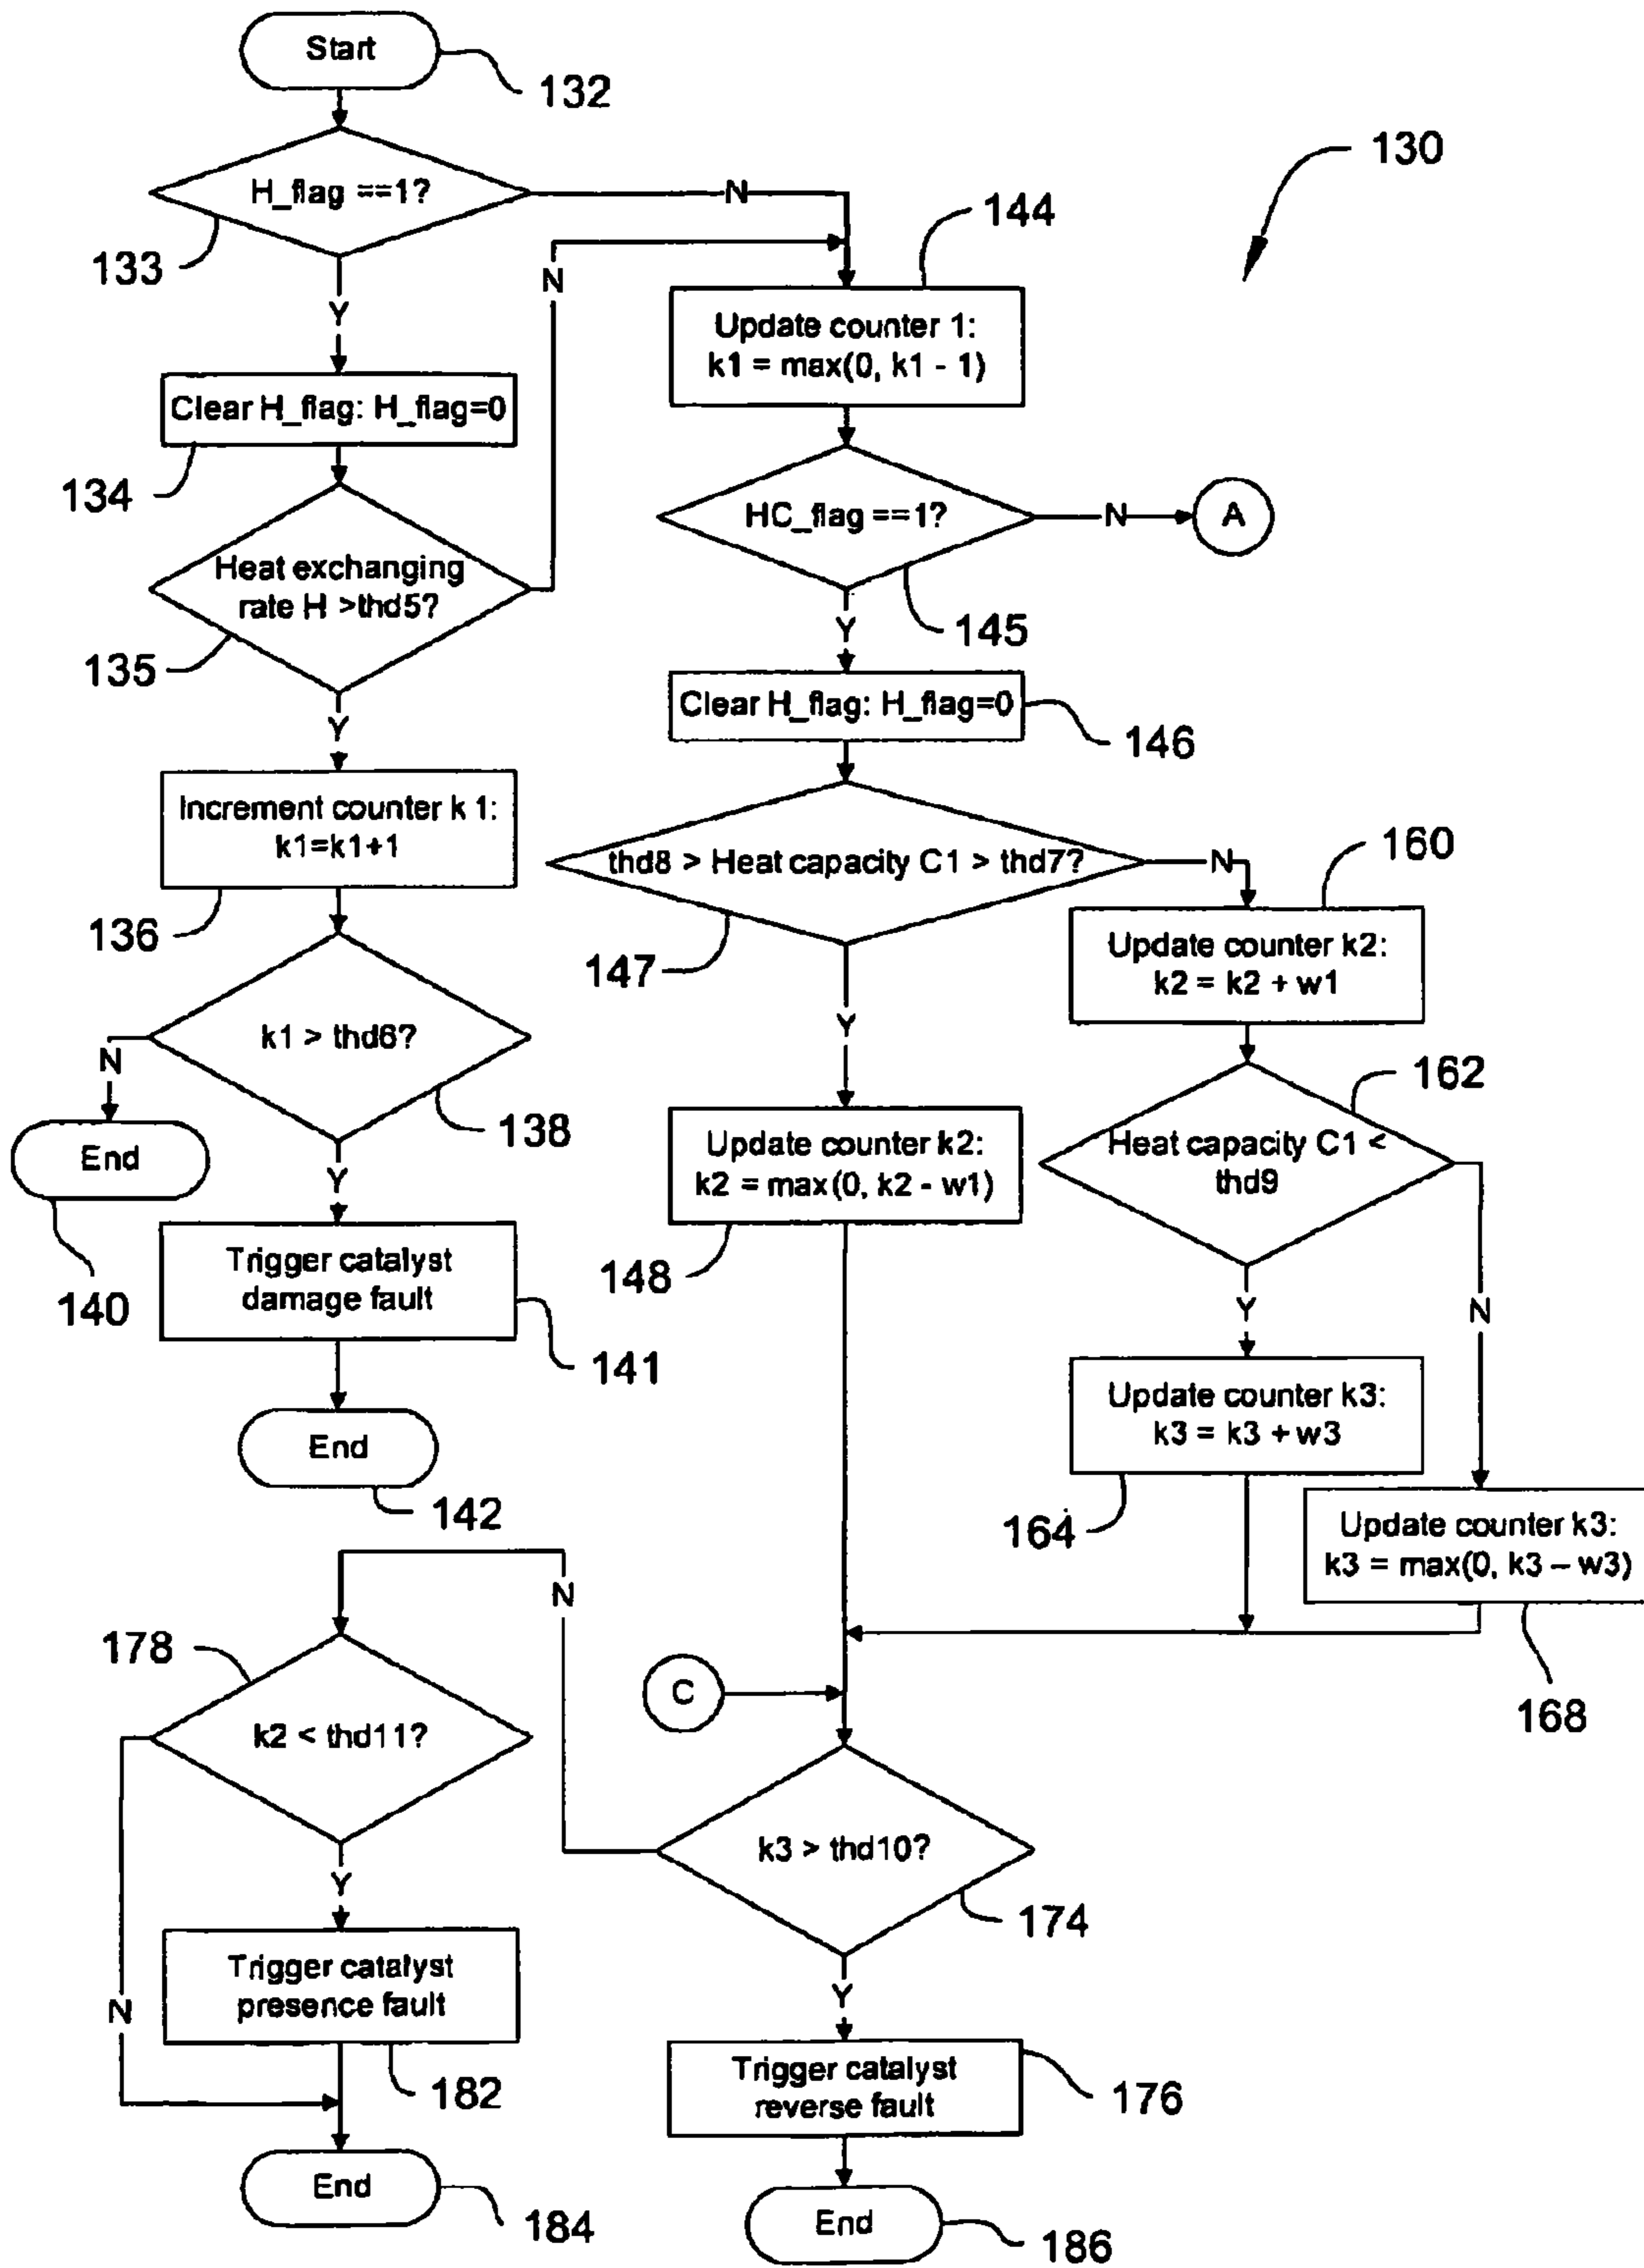 Start
132
130
H_flag ==1?
N
133
144
N
Y
Update counter 1:
k1 = max(0, k1 - 1)
Clear H_flag: H_flag=0
134
HC_flag ==1?
N
A
Heat exchanging
rate H >thd5?
135
145
Y
Y
Clear H_flag: H_flag=0
146
Increment counter k 1:
k1=k1+1
136
thd8 > Heat capacity C1 > thd7?
N
160
147
Update counter k2:
k2 = k2 + w1
k1 > thd6?
N
Y
138
162
End
140
Y
Update counter k2:
k2 = max(0, k2 - w1)
148
Heat capacity C1 <
thd9
Trigger catalyst
damage fault
141
Y
N
End
142
Update counter k3:
k3 = k3 + w3
164
Update counter k3:
k3 = max(0, k3 – w3)
168
N
178
C
k2 < thd11?
k3 > thd10?
174
Y
N
Trigger catalyst
presence fault
182
Y
Trigger catalyst
reverse fault
176
End
184
End
186